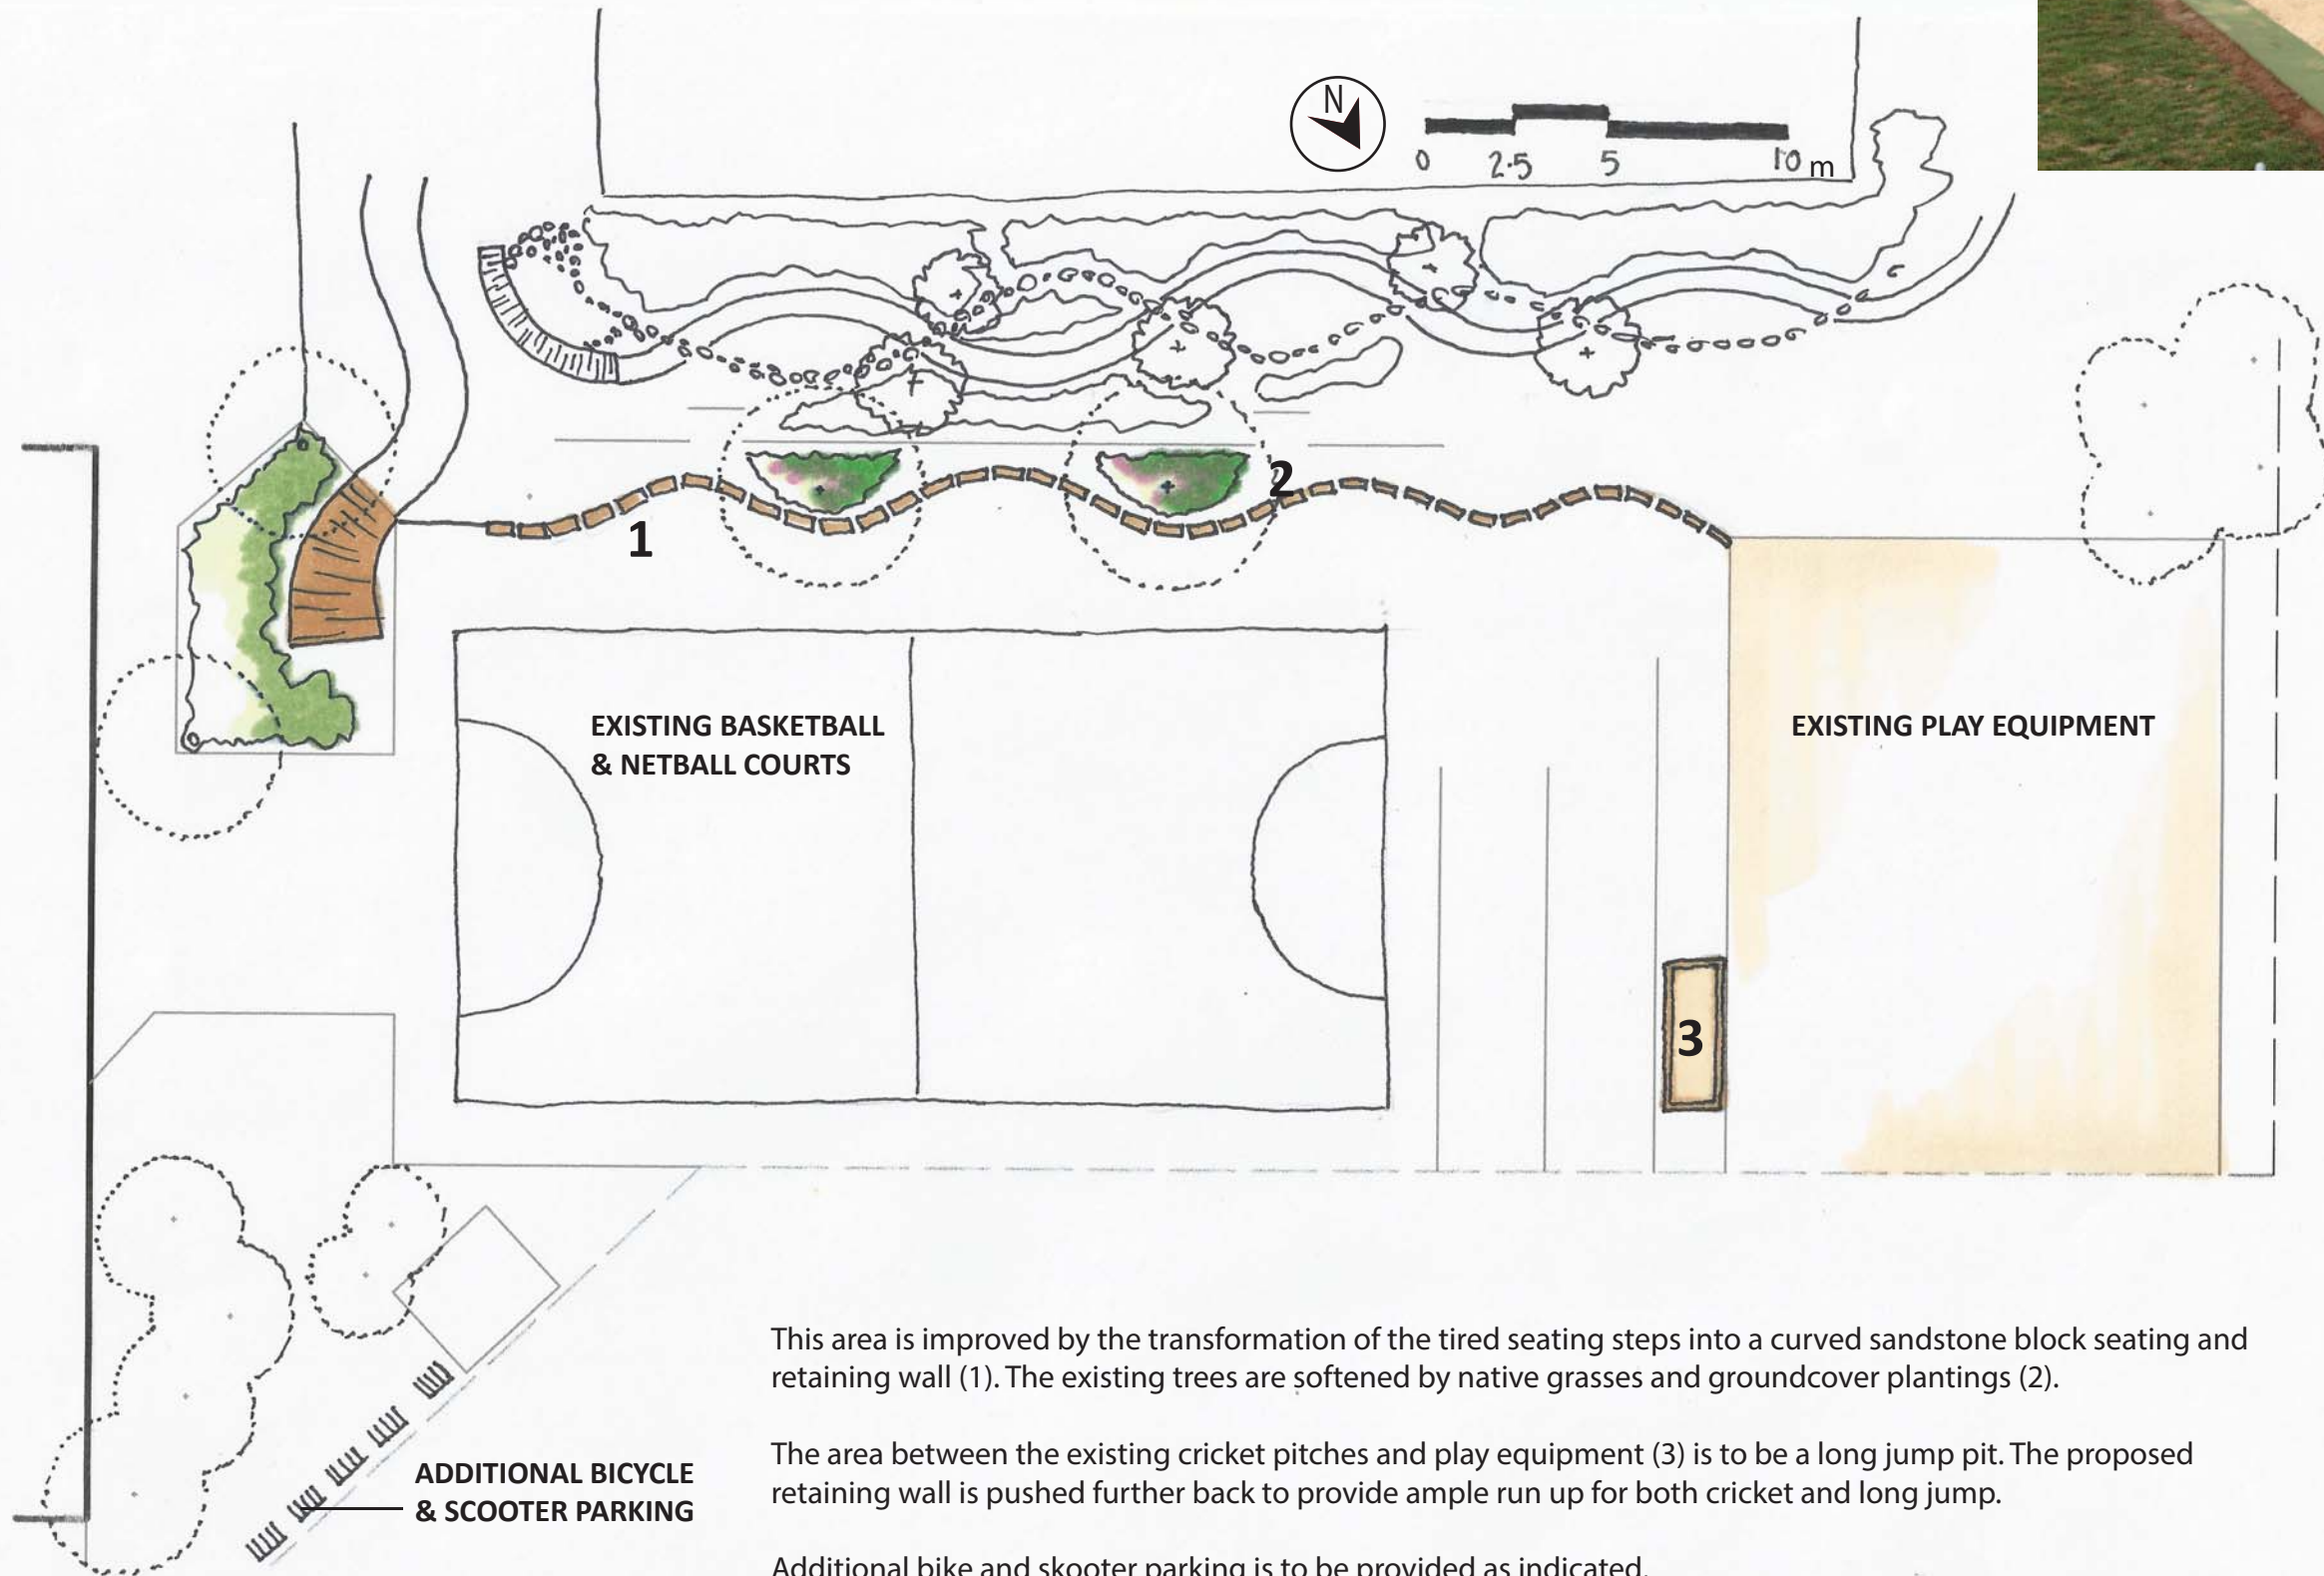 N
0 2.5 5 10 m
2
1
EXISTING BASKETBALL
& NETBALL COURTS
EXISTING PLAY EQUIPMENT
3
This area is improved by the transformation of the tired seating steps into a curved sandstone block seating and
retaining wall (1). The existing trees are softened by native grasses and groundcover plantings (2).
The area between the existing cricket pitches and play equipment (3) is to be a long jump pit. The proposed
retaining wall is pushed further back to provide ample run up for both cricket and long jump.
ADDITIONAL BICYCLE
& SCOOTER PARKING
Additional bike and skooter parking is to be provided as indicated.